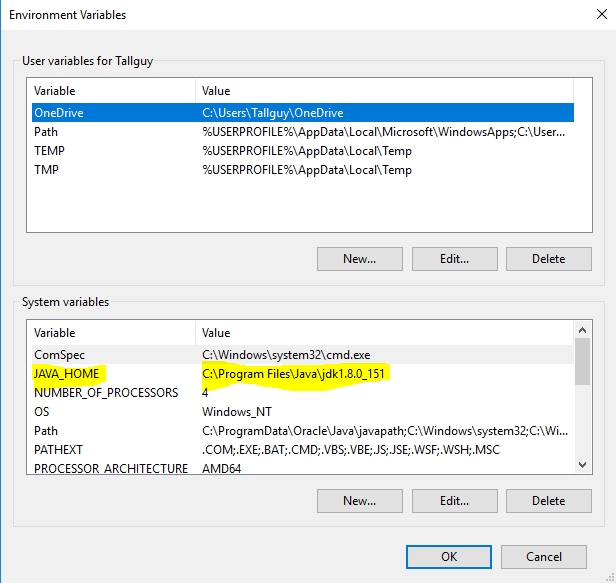 Environment Variables
User variables for Tallguy
Variable Value
OneDrive C:\Users\Tallguy\OneDrive
Path %USERPROFILE%\AppData\Local\Microsoft\WindowsApps;C:\User...
TEMP %USERPROFILE%\AppData\Local\Temp
TMP %USERPROFILE%\AppData\Local\Temp
New... Edit... Delete
System variables
Variable Value
ComSpec C:\Windows\system32\cmd.exe
JAVA_HOME C:\Program Files\Java\jdk1.8.0_151
NUMBER_OF_PROCESSORS 4
OS Windows_NT
Path C:\ProgramData\Oracle\Java\javapath;C:\Windows\system32;C:\Wi...
PATHEXT .COM;.EXE;.BAT;.CMD;.VBS;.VBE;.JS;.JSE;.WSF;.WSH;.MSC
PROCESSOR_ARCHITECTURE AMD64
New... Edit... Delete
OK Cancel